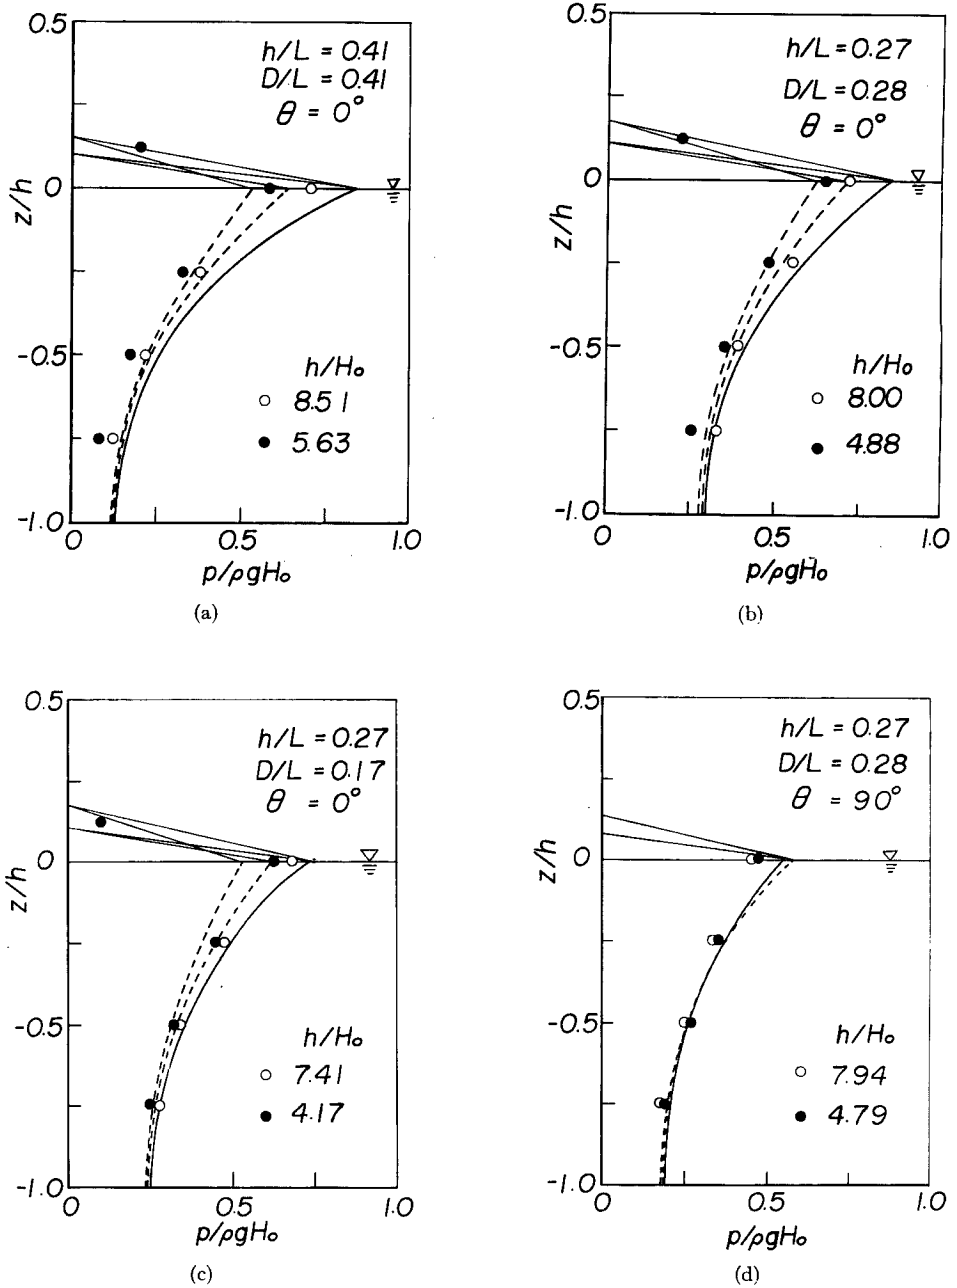 0.5
h/L = 0.41
D/L = 0.41
θ = 0°
0
z/h
-0.5
h/H₀
8.51
5.63
-1.0
0
0.5
1.0
p/ρgH₀
(a)
0.5
h/L = 0.27
D/L = 0.28
θ = 0°
0
z/h
-0.5
h/H₀
8.00
4.88
-1.0
0
0.5
1.0
p/ρgH₀
(b)
0.5
h/L = 0.27
D/L = 0.17
θ = 0°
0
z/h
-0.5
h/H₀
7.41
4.17
-1.0
0
0.5
1.0
p/ρgH₀
(c)
0.5
h/L = 0.27
D/L = 0.28
θ = 90°
0
z/h
-0.5
h/H₀
7.94
4.79
-1.0
0
0.5
1.0
p/ρgH₀
(d)